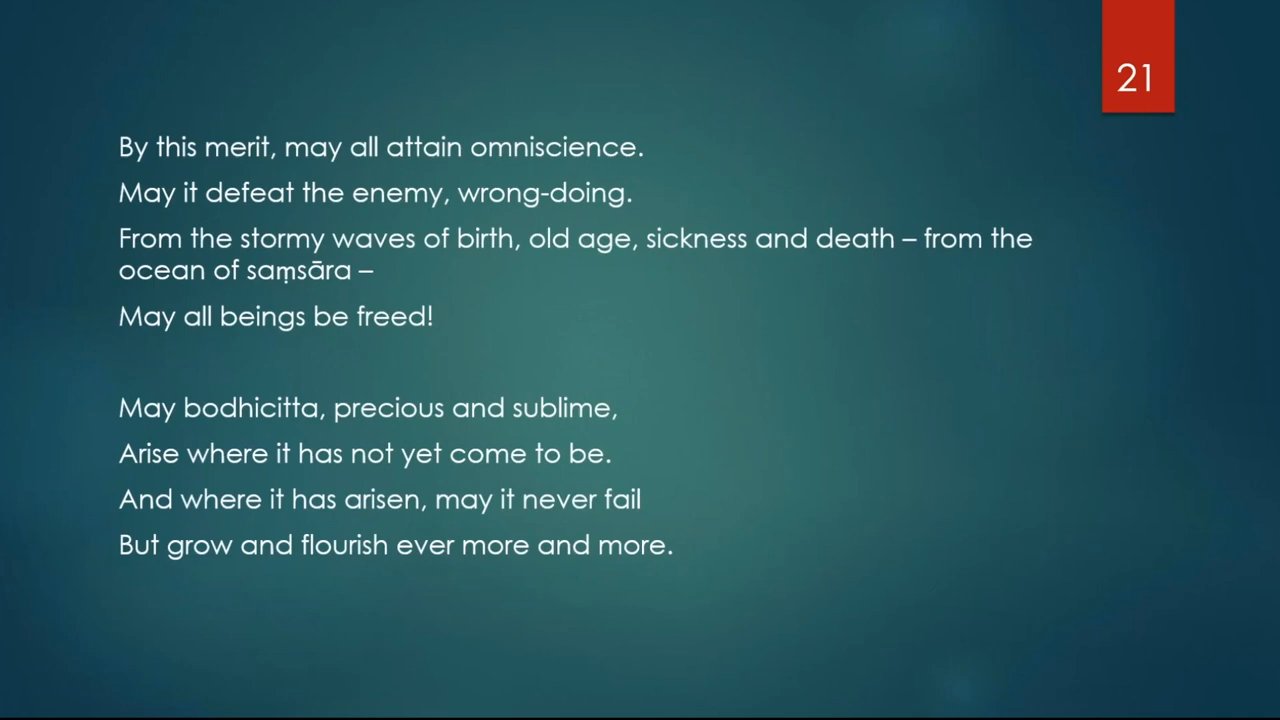 21
By this merit, may all attain omniscience.
May it defeat the enemy, wrong-doing.
From the stormy waves of birth, old age, sickness and death – from the
ocean of saṃsāra –
May all beings be freed!
May bodhicitta, precious and sublime,
Arise where it has not yet come to be.
And where it has arisen, may it never fail
But grow and flourish ever more and more.